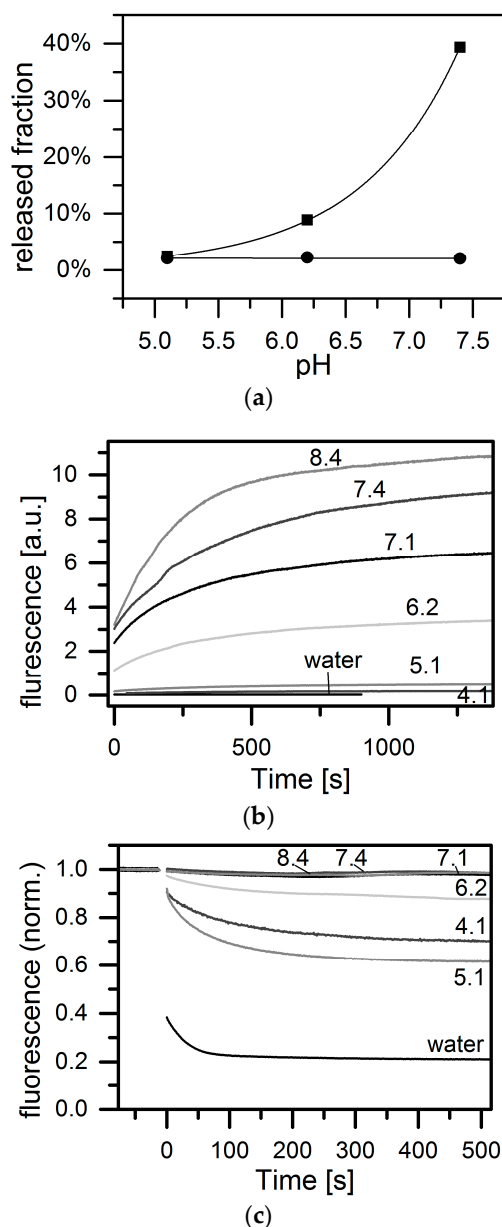 40%
30%
20%
10%
0%
released fraction
5.0 5.5 6.0 6.5 7.0 7.5
pH
(a)
10
8
6
4
2
0
flurescence [a.u.]
8.4
7.4
7.1
6.2
water
5.1
4.1
0 500 1000
Time [s]
(b)
1.0
0.8
0.6
0.4
0.2
0.0
fluorescence (norm.)
8.4 7.4 7.1
6.2
4.1
5.1
water
0 100 200 300 400 500
Time [s]
(c)